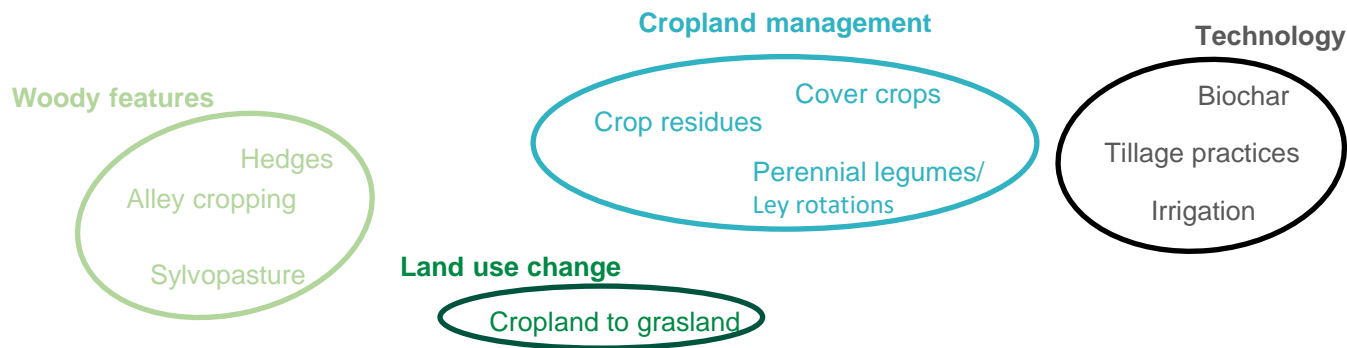 Woody features
Hedges
Alley cropping
Sylvopasture
Land use change
Cropland to grasland
Cropland management
Cover crops
Crop residues
Perennial legumes/
Ley rotations
Technology
Biochar
Tillage practices
Irrigation